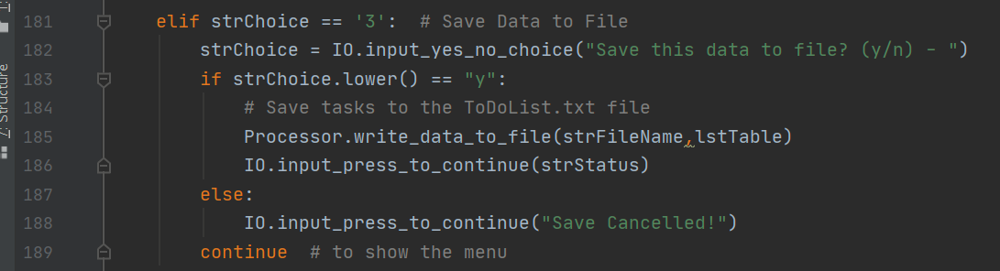 181 elif strChoice == '3':  # Save Data to File
182 strChoice = IO.input_yes_no_choice("Save this data to file? (y/n) - ")
183 if strChoice.lower() == "y":
184 # Save tasks to the ToDoList.txt file
185 Processor.write_data_to_file(strFileName,lstTable)
186 IO.input_press_to_continue(strStatus)
187 else:
188 IO.input_press_to_continue("Save Cancelled!")
189 continue  # to show the menu
7: Structure